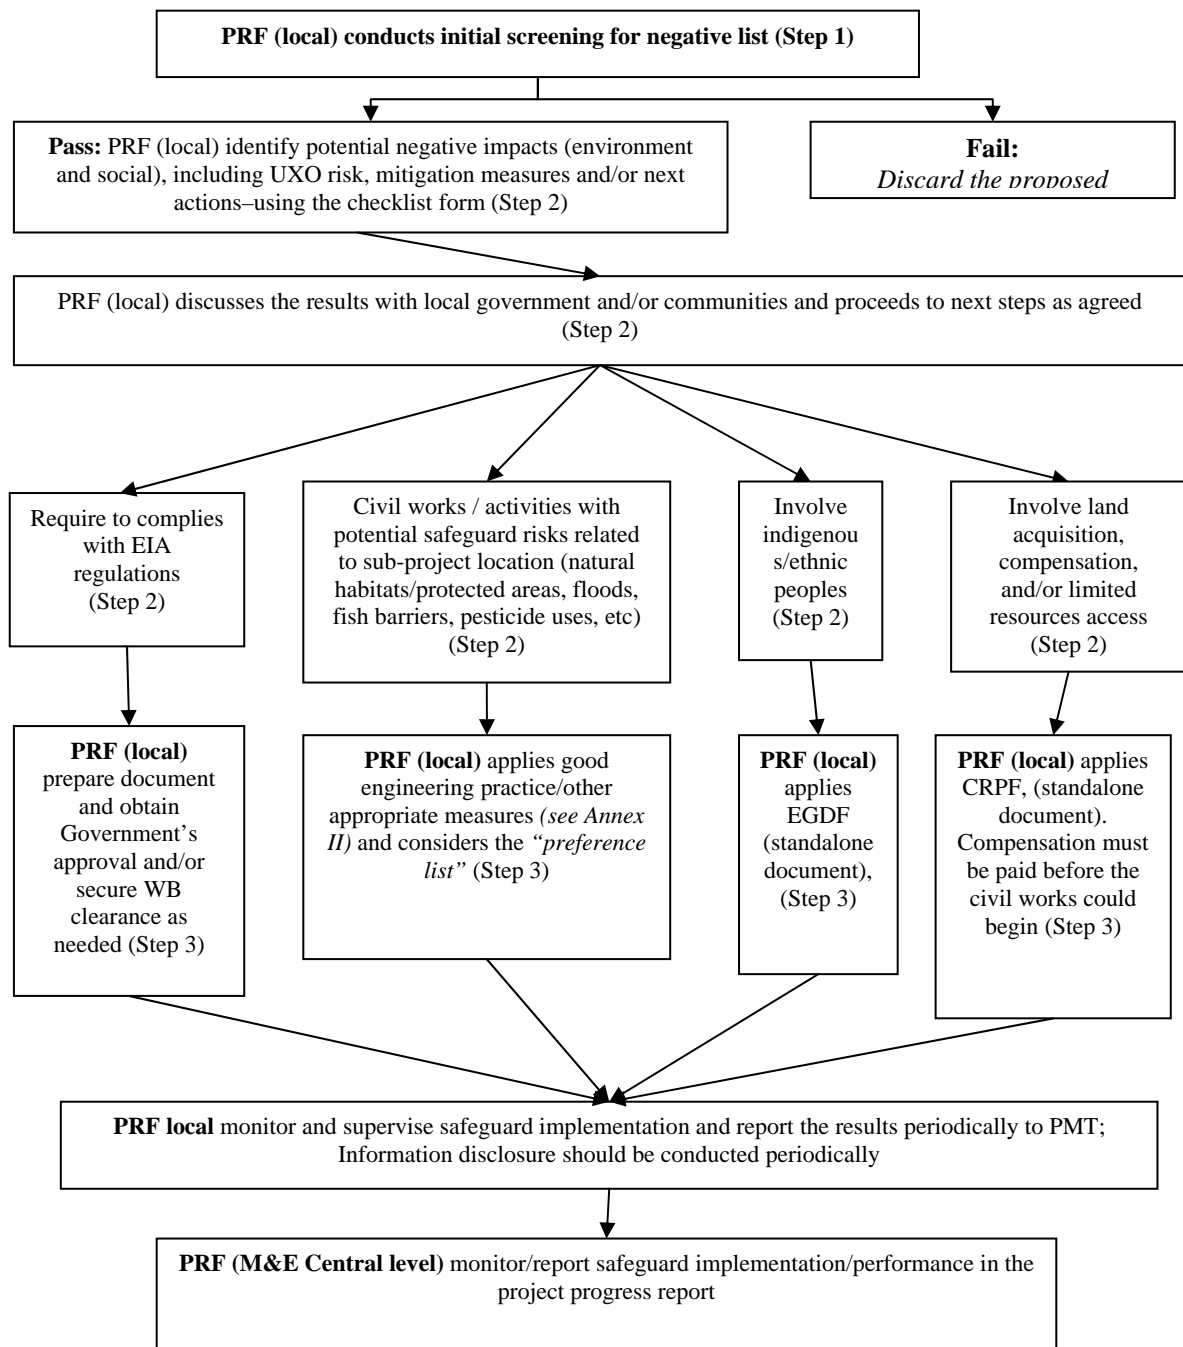 PRF (local) conducts initial screening for negative list (Step 1)
Pass: PRF (local) identify potential negative impacts (environment
and social), including UXO risk, mitigation measures and/or next
actions–using the checklist form (Step 2)
Fail:
Discard the proposed
PRF (local) discusses the results with local government and/or communities and proceeds to next steps as agreed
(Step 2)
Require to complies
with EIA
regulations
(Step 2)
Civil works / activities with
potential safeguard risks related
to sub-project location (natural
habitats/protected areas, floods,
fish barriers, pesticide uses, etc)
(Step 2)
Involve
indigenou
s/ethnic
peoples
(Step 2)
Involve land
acquisition,
compensation,
and/or limited
resources access
(Step 2)
PRF (local)
prepare document
and obtain
Government’s
approval and/or
secure WB
clearance as
needed (Step 3)
PRF (local) applies good
engineering practice/other
appropriate measures (see Annex
II) and considers the “preference
list” (Step 3)
PRF (local)
applies
EGDF
(standalone
document),
(Step 3)
PRF (local) applies
CRPF, (standalone
document).
Compensation must
be paid before the
civil works could
begin (Step 3)
PRF local monitor and supervise safeguard implementation and report the results periodically to PMT;
Information disclosure should be conducted periodically
PRF (M&E Central level) monitor/report safeguard implementation/performance in the
project progress report